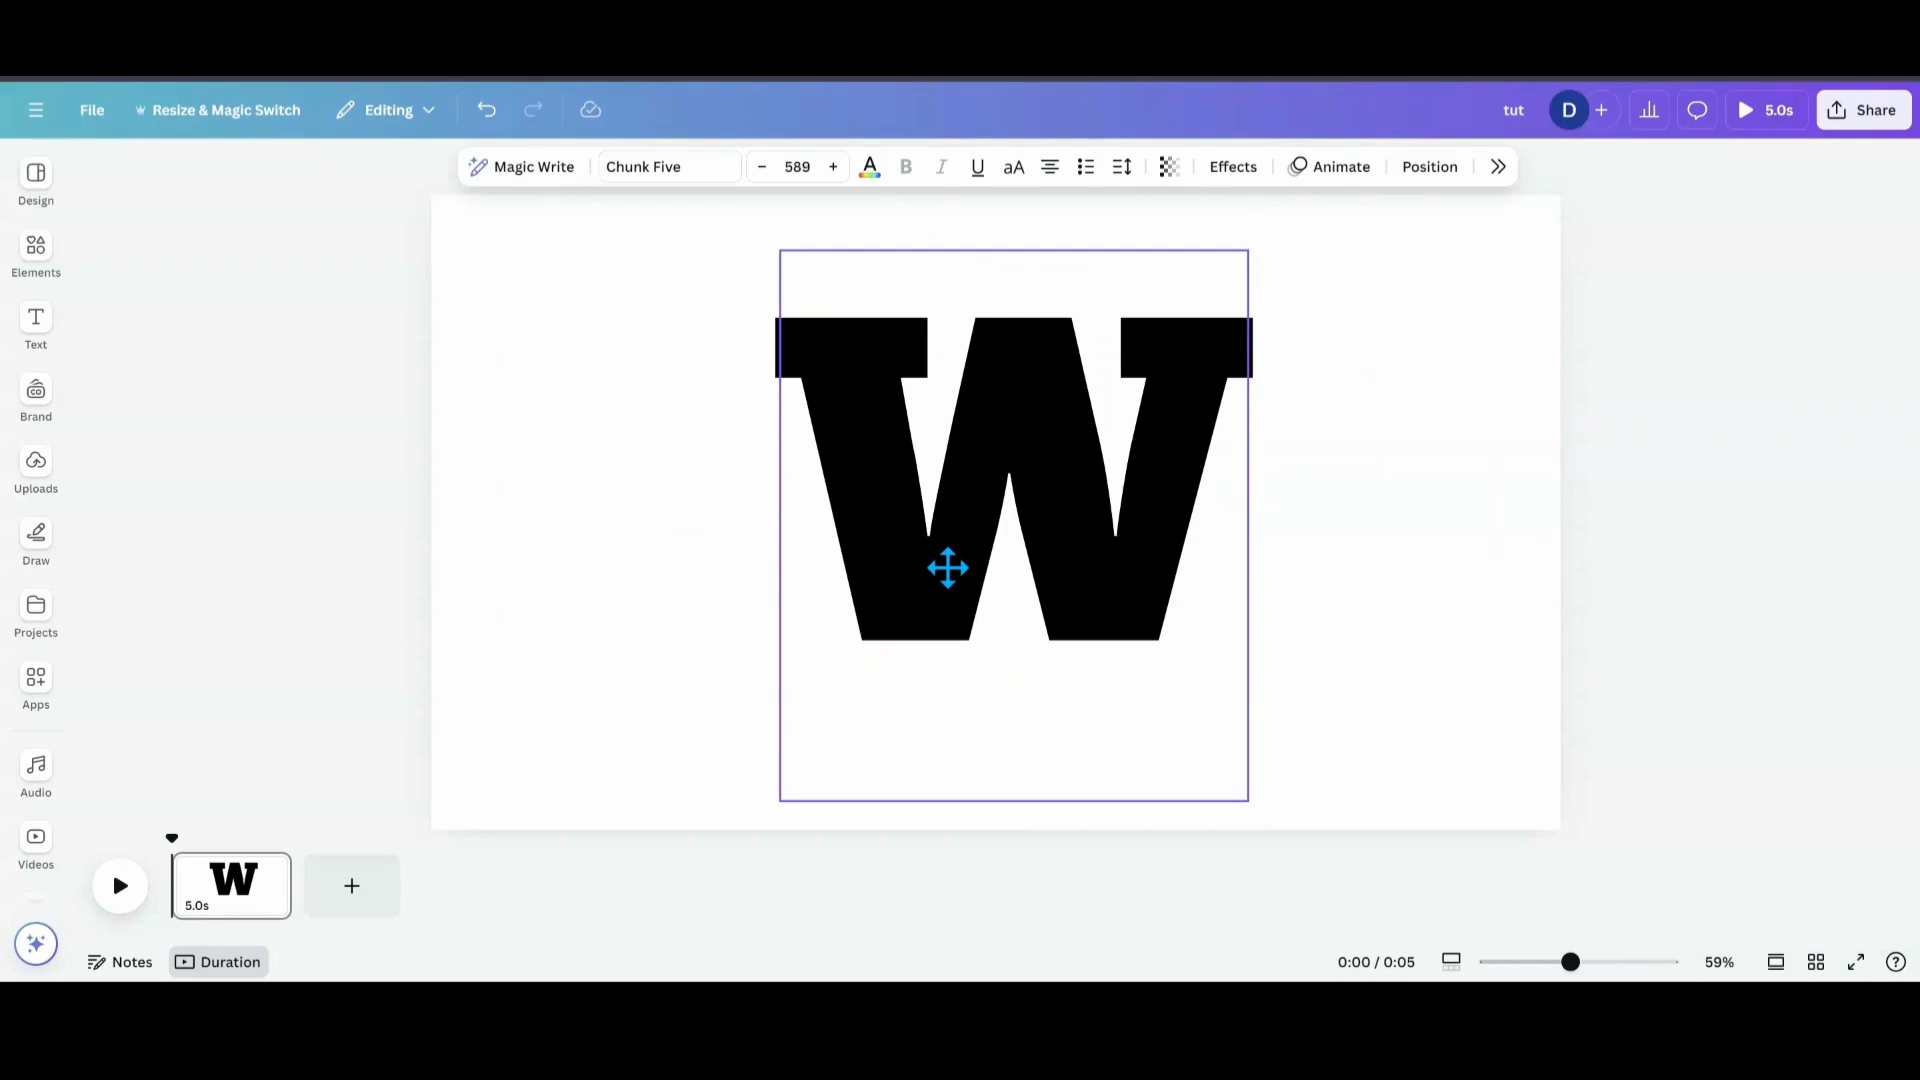 File Resize & Magic Switch Editing tut D 5.0s Share
Magic Write Chunk Five - 589 + A B I U aA Effects Animate Position
Design
Elements
Text
Brand
Uploads
Draw
Projects
Apps
Audio
Videos
W
W
5.0s
Notes Duration 0:00 / 0:05 59%